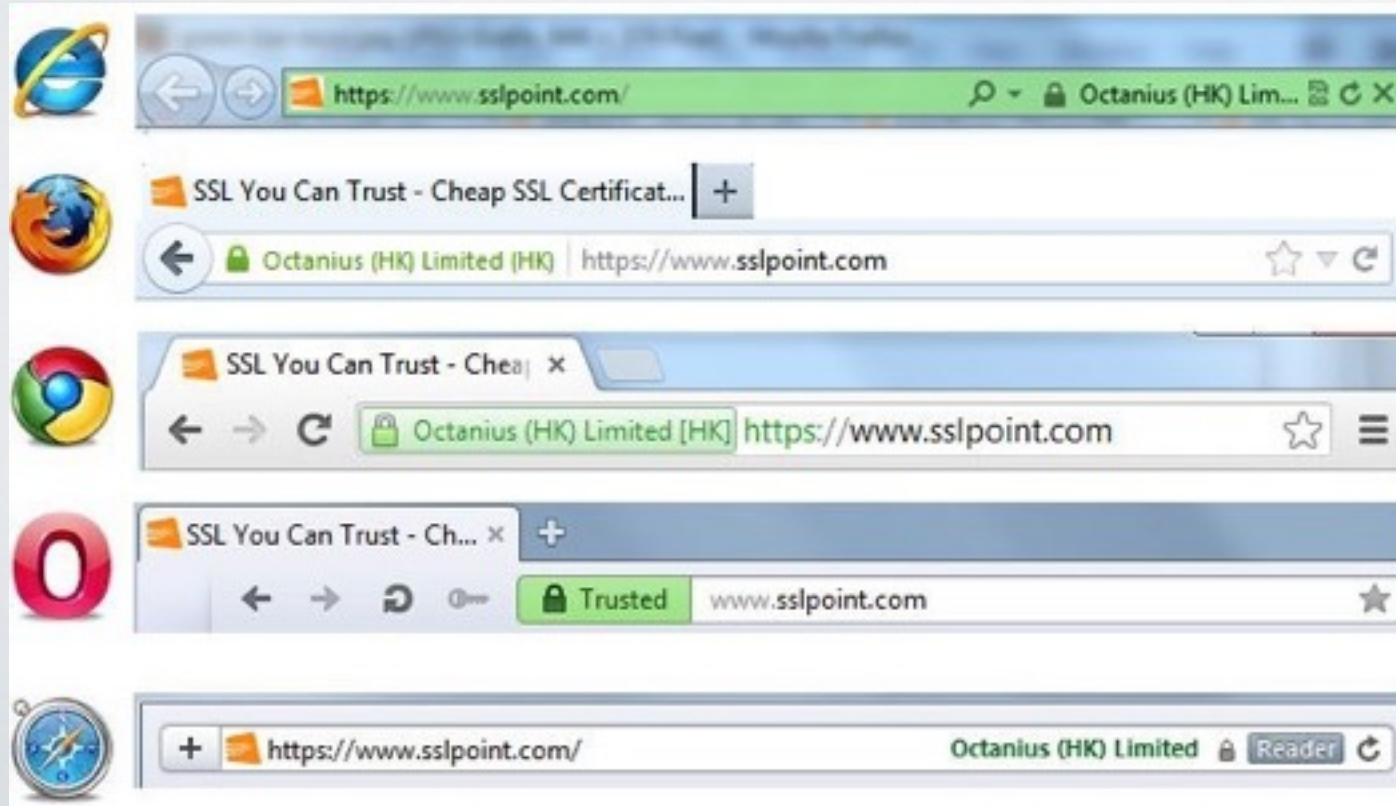 https://www.sslpoint.com/ Octanius (HK) Lim...
SSL You Can Trust - Cheap SSL Certificat... +
Octanius (HK) Limited (HK) https://www.sslpoint.com
SSL You Can Trust - Chea
Octanius (HK) Limited [HK] https://www.sslpoint.com
SSL You Can Trust - Ch...
Trusted www.sslpoint.com
+ https://www.sslpoint.com/ Octanius (HK) Limited Reader